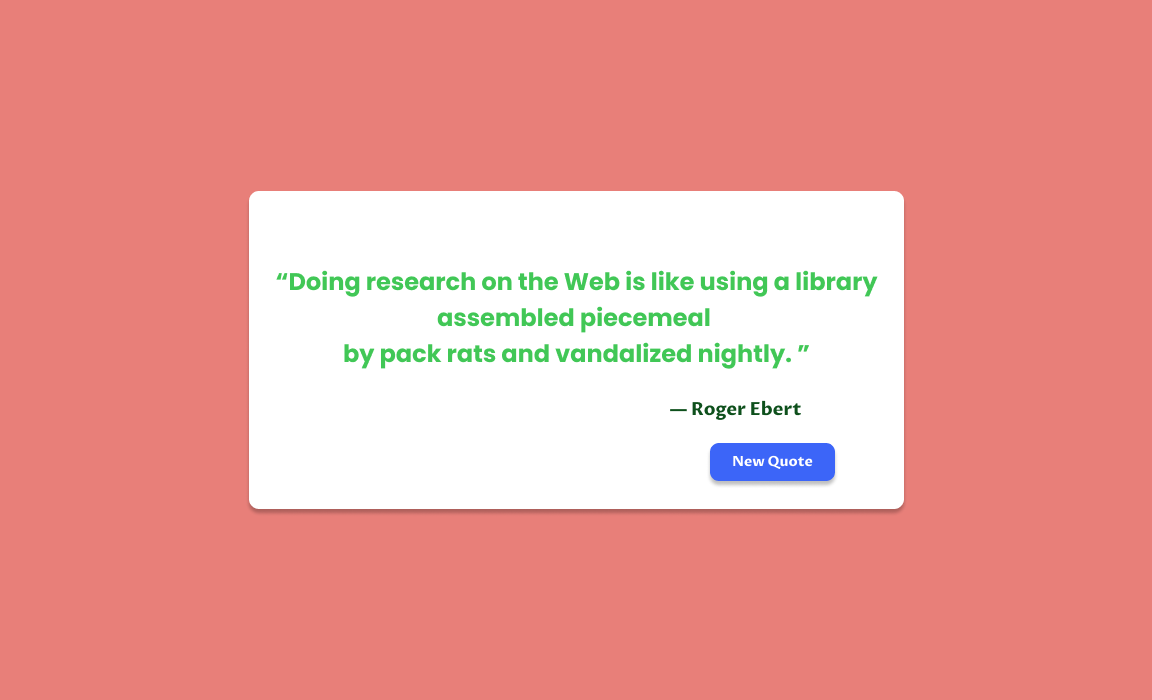 “Doing research on the Web is like using a library
assembled piecemeal
by pack rats and vandalized nightly. ”
— Roger Ebert
New Quote